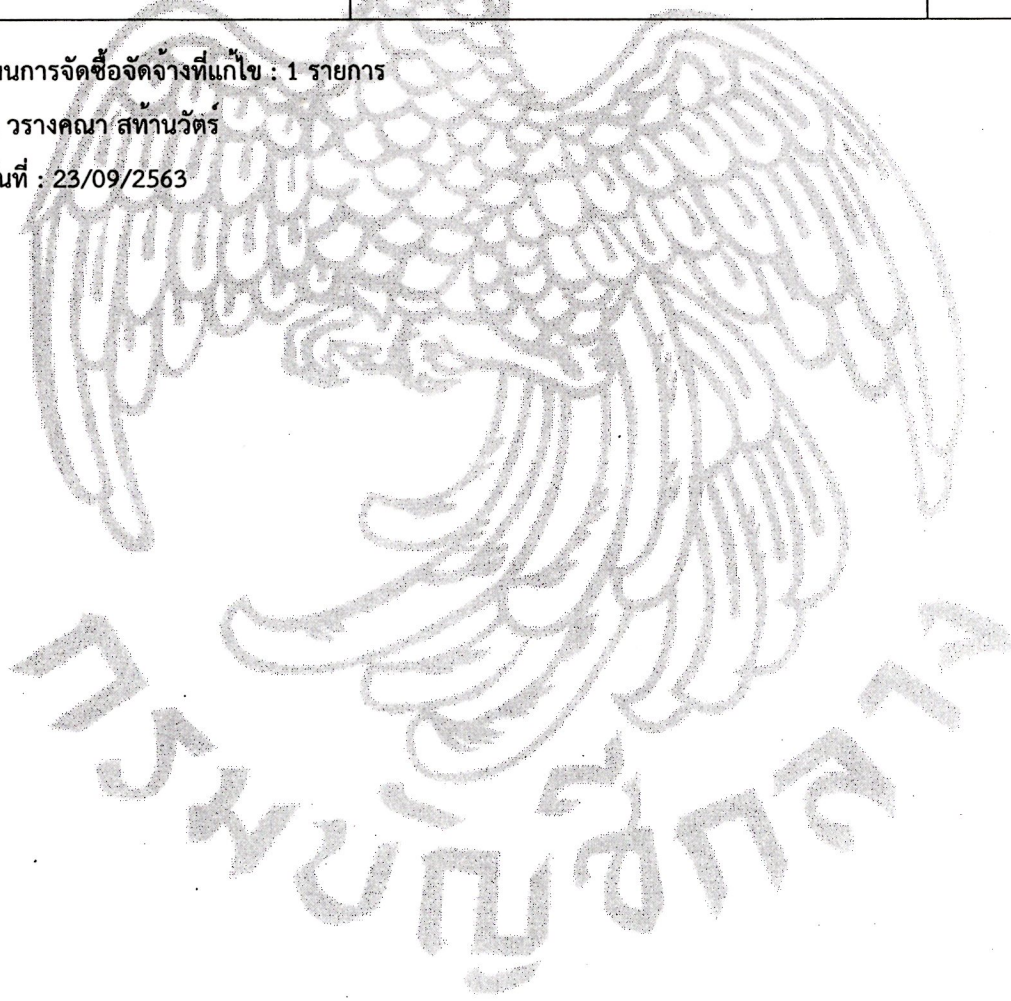 นการจัดซื้อจัดจ้างที่แก้ไข : 1 รายการ
วรางคณา สท้านวัตร์
นที่ : 23/09/2563
กรมบัญชีกลาง